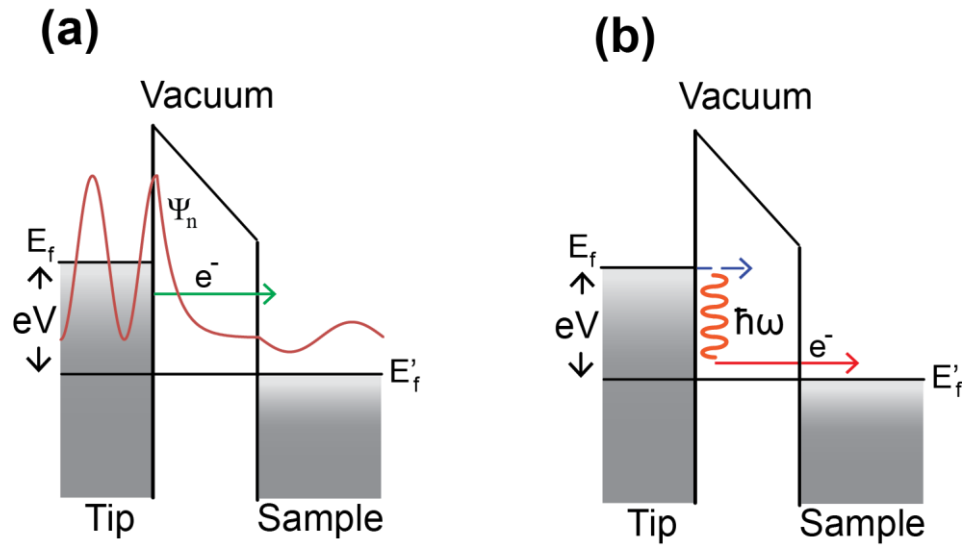 (a)
Vacuum
Ψn
Ef
e-
eV
E'f
Tip
Sample
(b)
Vacuum
Ef
ħω
eV
e-
E'f
Tip
Sample